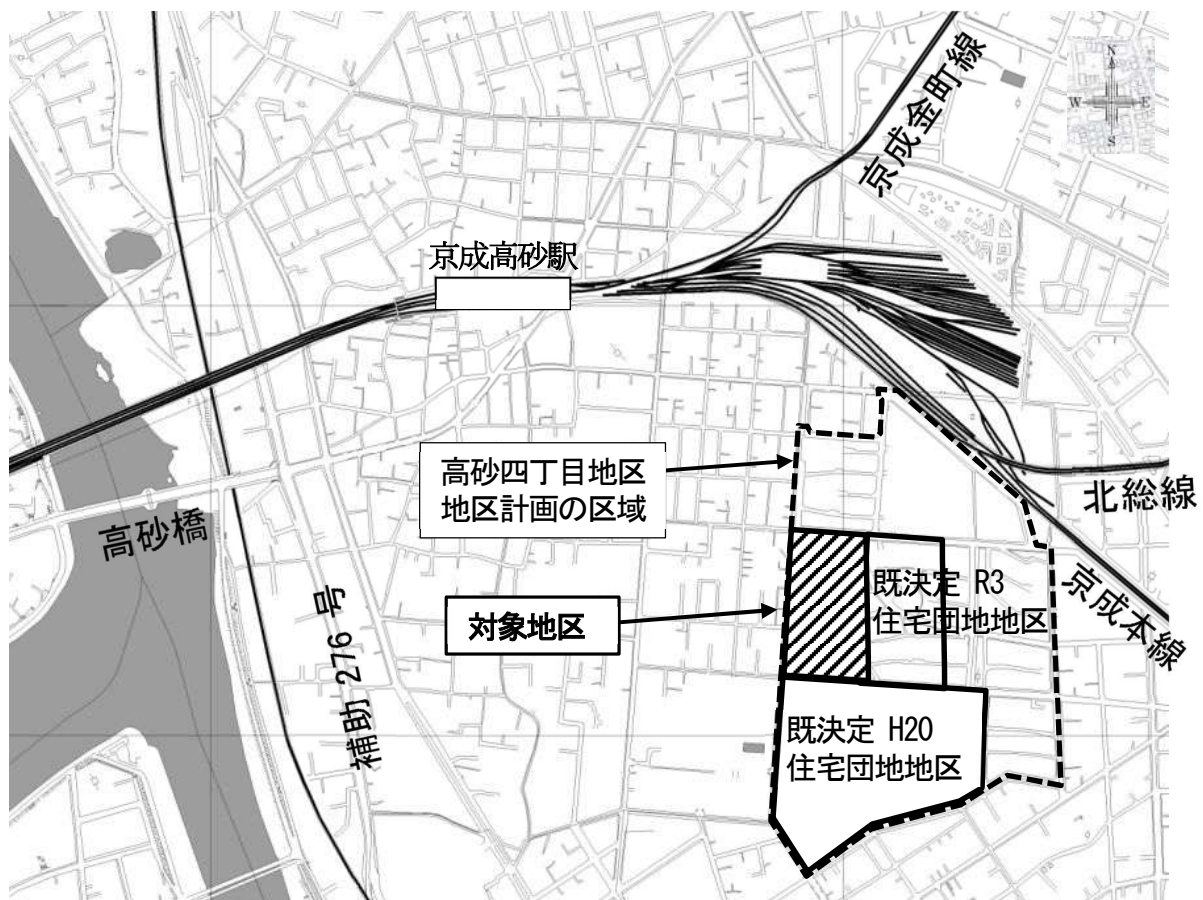 京成金町線
N
W
E
S
京成高砂駅
高砂四丁目地区
地区計画の区域
北総線
高砂橋
既決定 R3
住宅団地地区
京成本線
対象地区
補助 276 号
既決定 H20
住宅団地地区